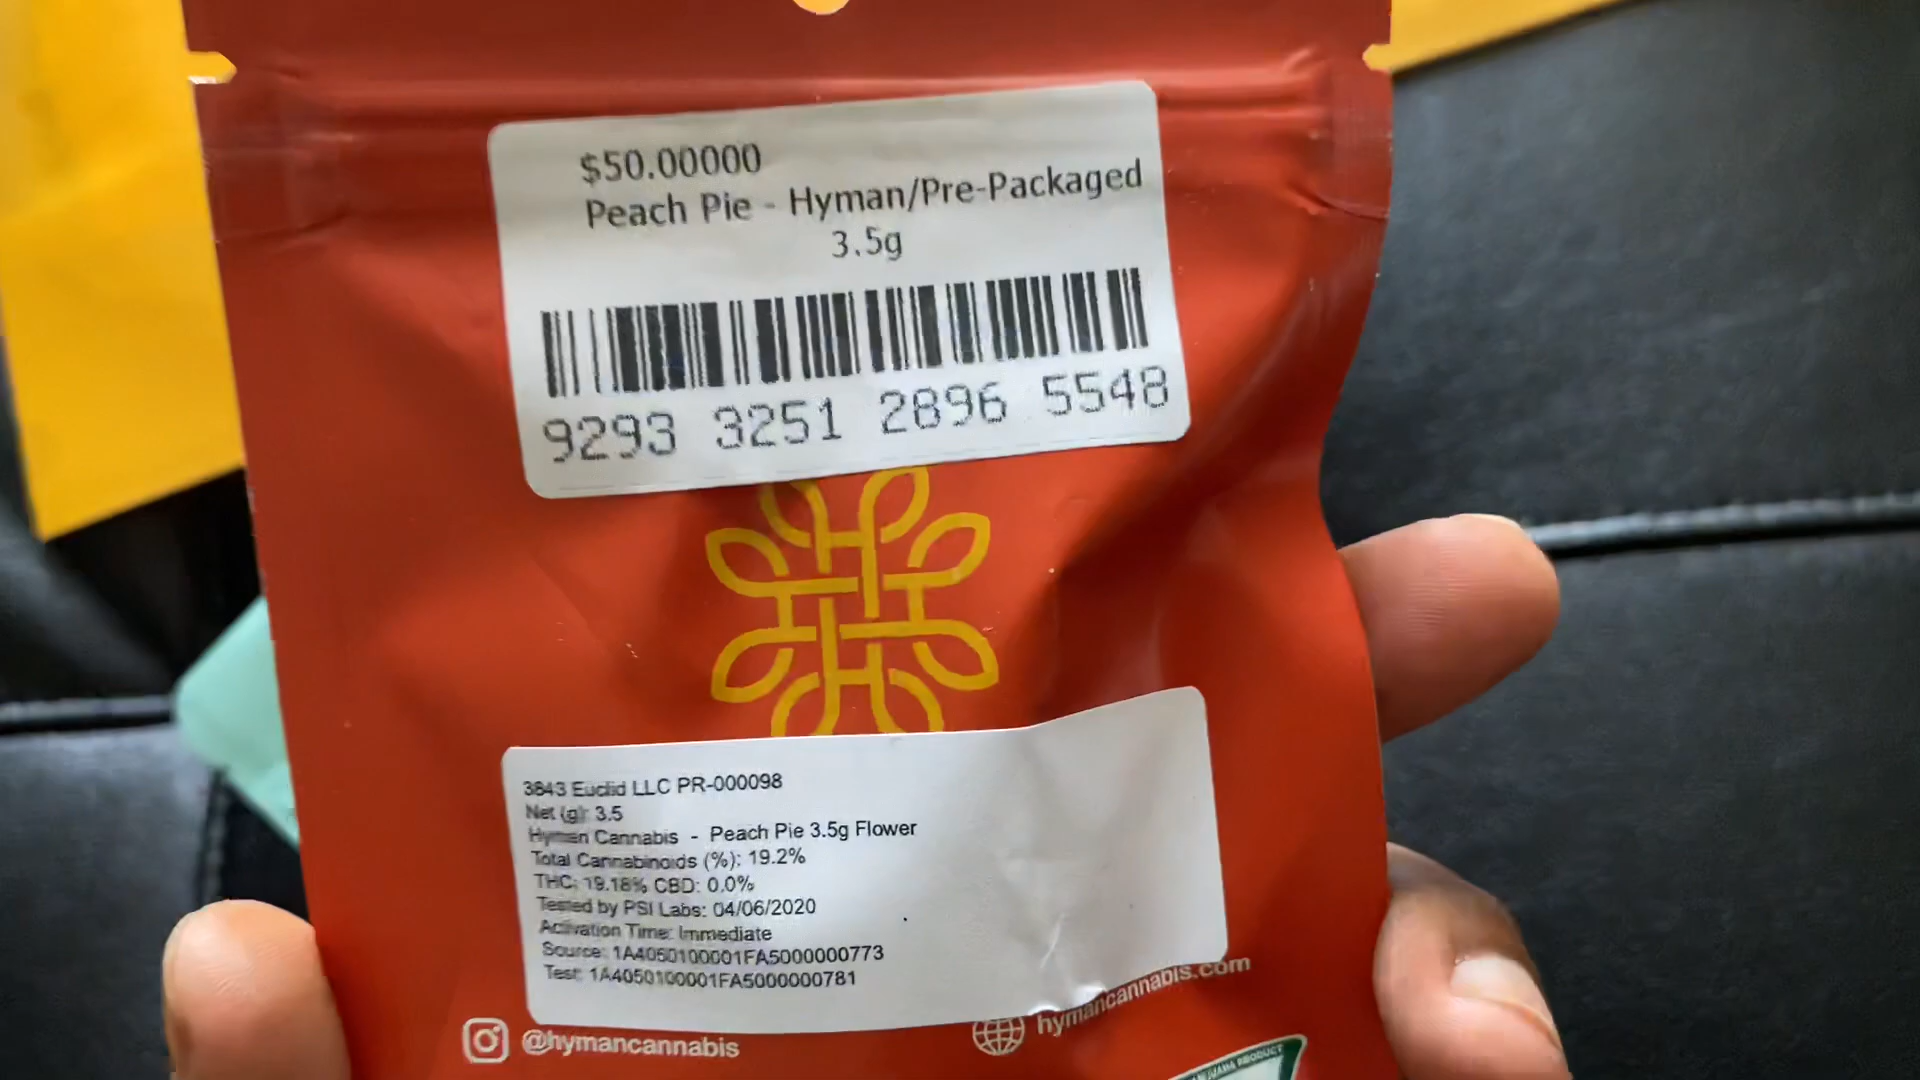 $50.00000
Peach Pie - Hyman/Pre-Packaged
3.5g
9293 3251 2896 5548
3843 Euclid LLC PR-000098
Net (g): 3.5
Hyman Cannabis - Peach Pie 3.5g Flower
Total Cannabinoids (%): 19.2%
THC: 19.18% CBD: 0.0%
Tested by PSI Labs: 04/06/2020
Activation Time: Immediate
Source: 1A4050100001FA5000000773
Test: 1A4050100001FA5000000781
@hymancannabis
hymancannabis.com
PRODUCT